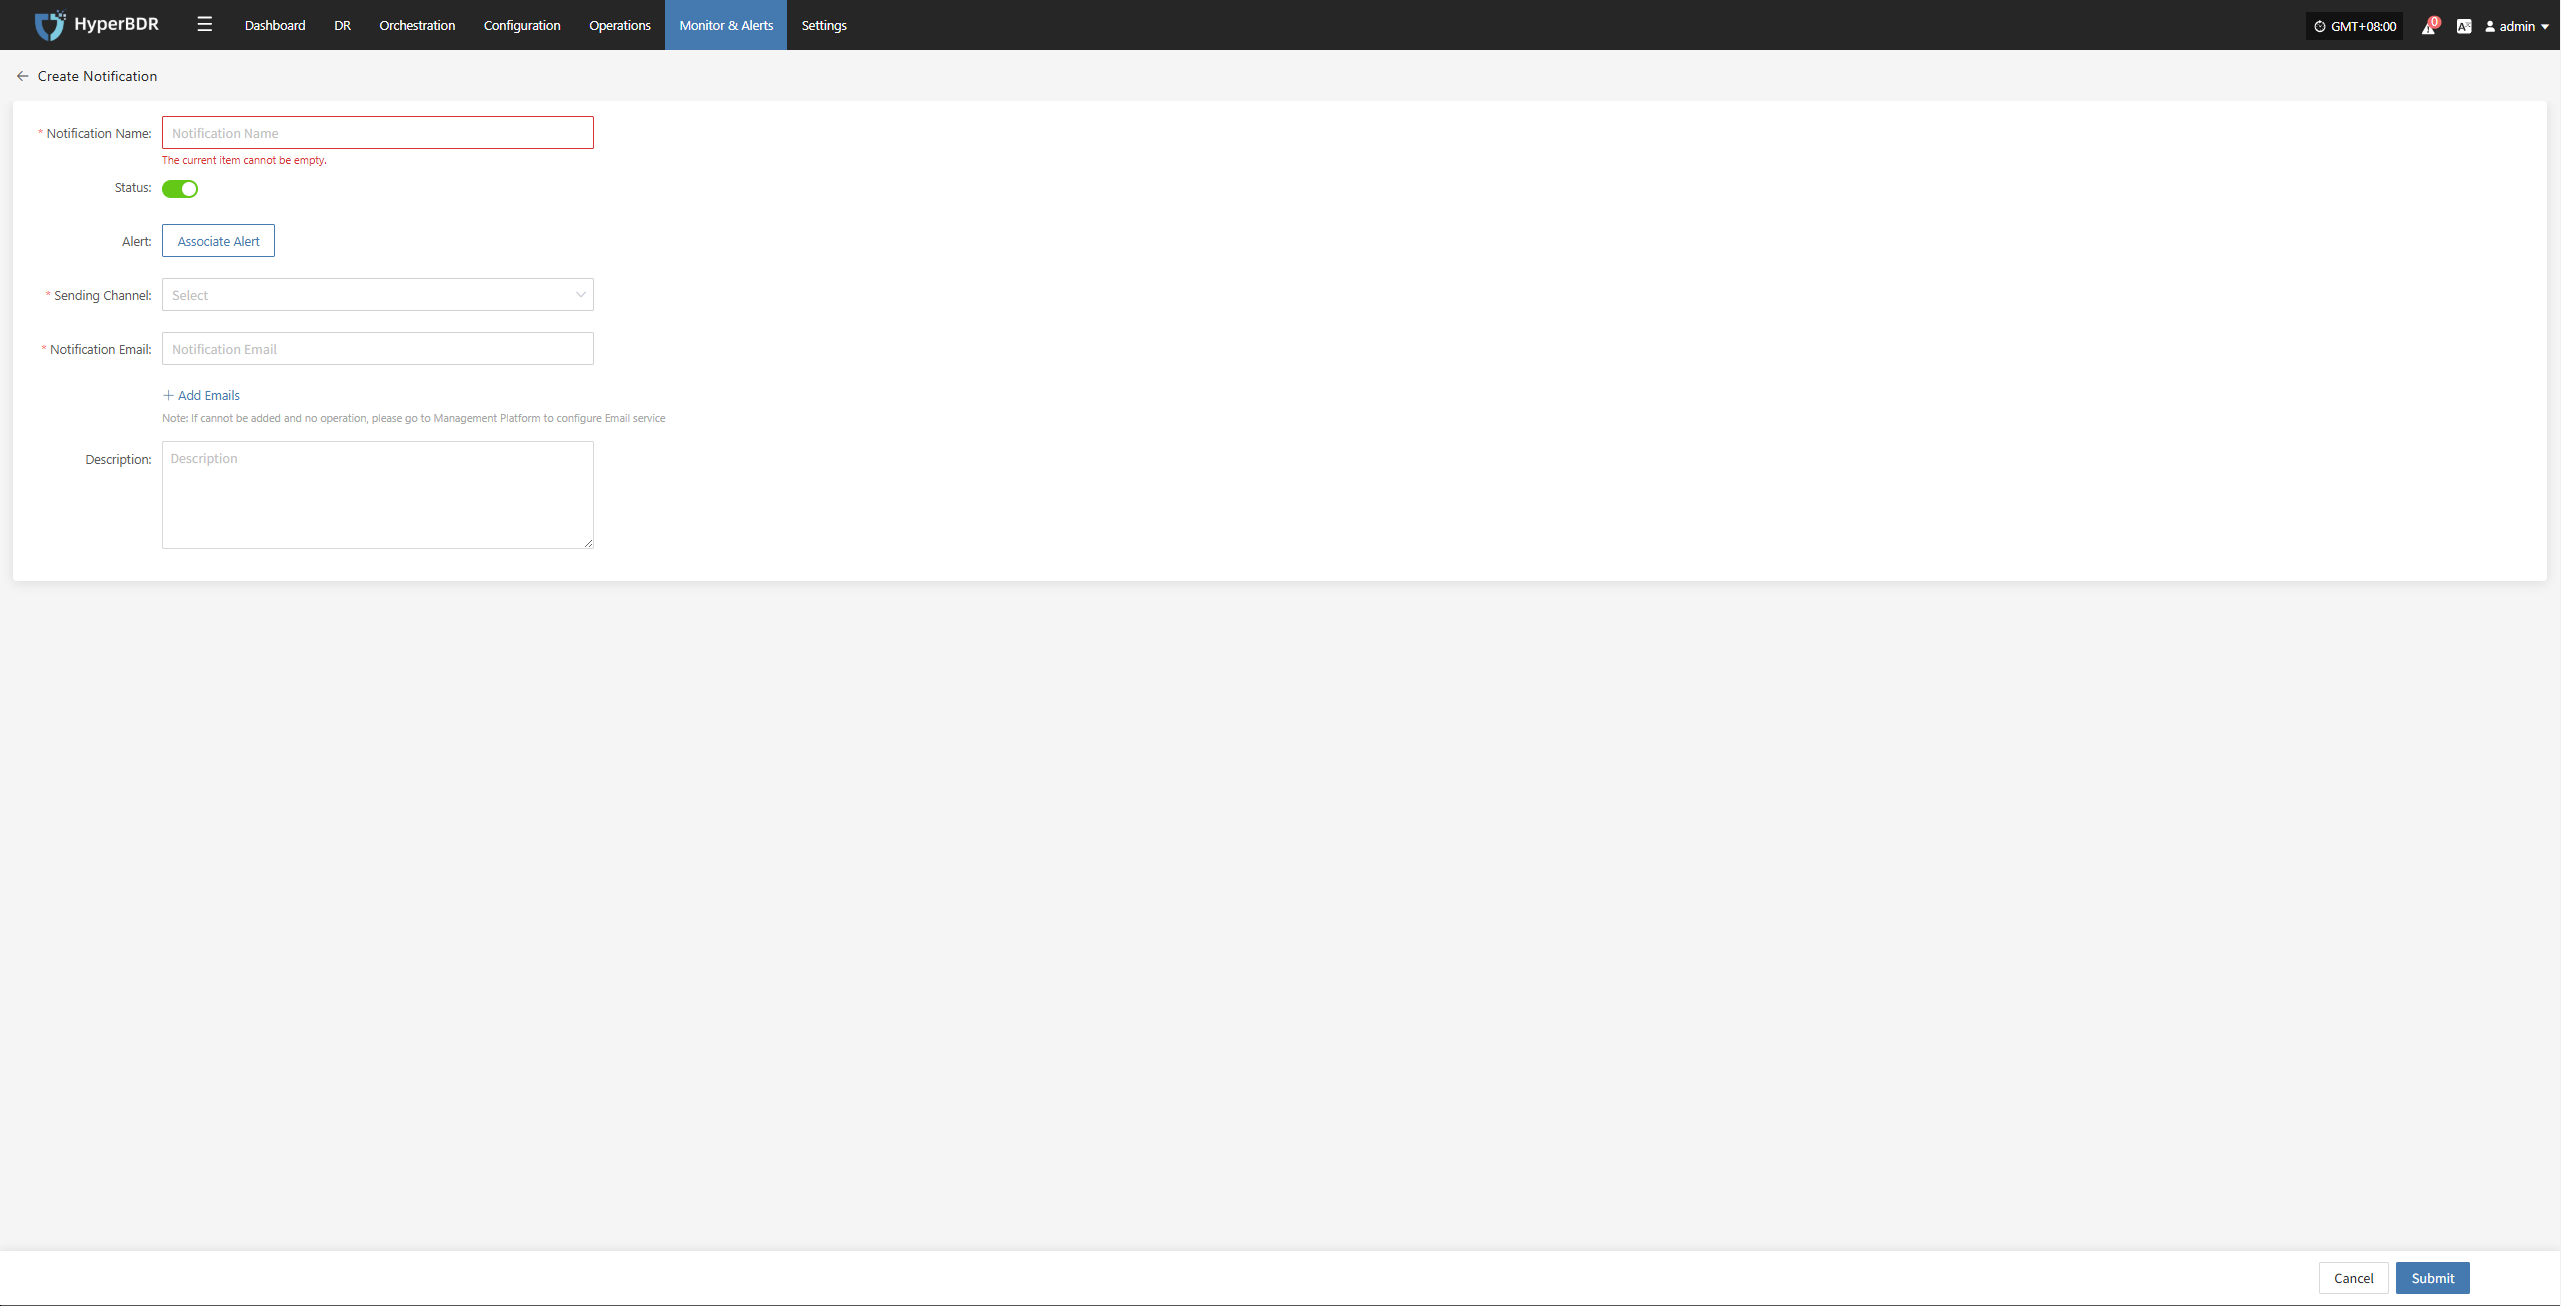 HyperBDR
Dashboard DR Orchestration Configuration Operations Monitor & Alerts Settings GMT+08:00 0 A admin
Create Notification
* Notification Name: Notification Name
The current item cannot be empty.
Status:
Alert: Associate Alert
* Sending Channel: Select
* Notification Email: Notification Email
+ Add Emails
Note: If cannot be added and no operation, please go to Management Platform to configure Email service
Description: Description
Cancel Submit